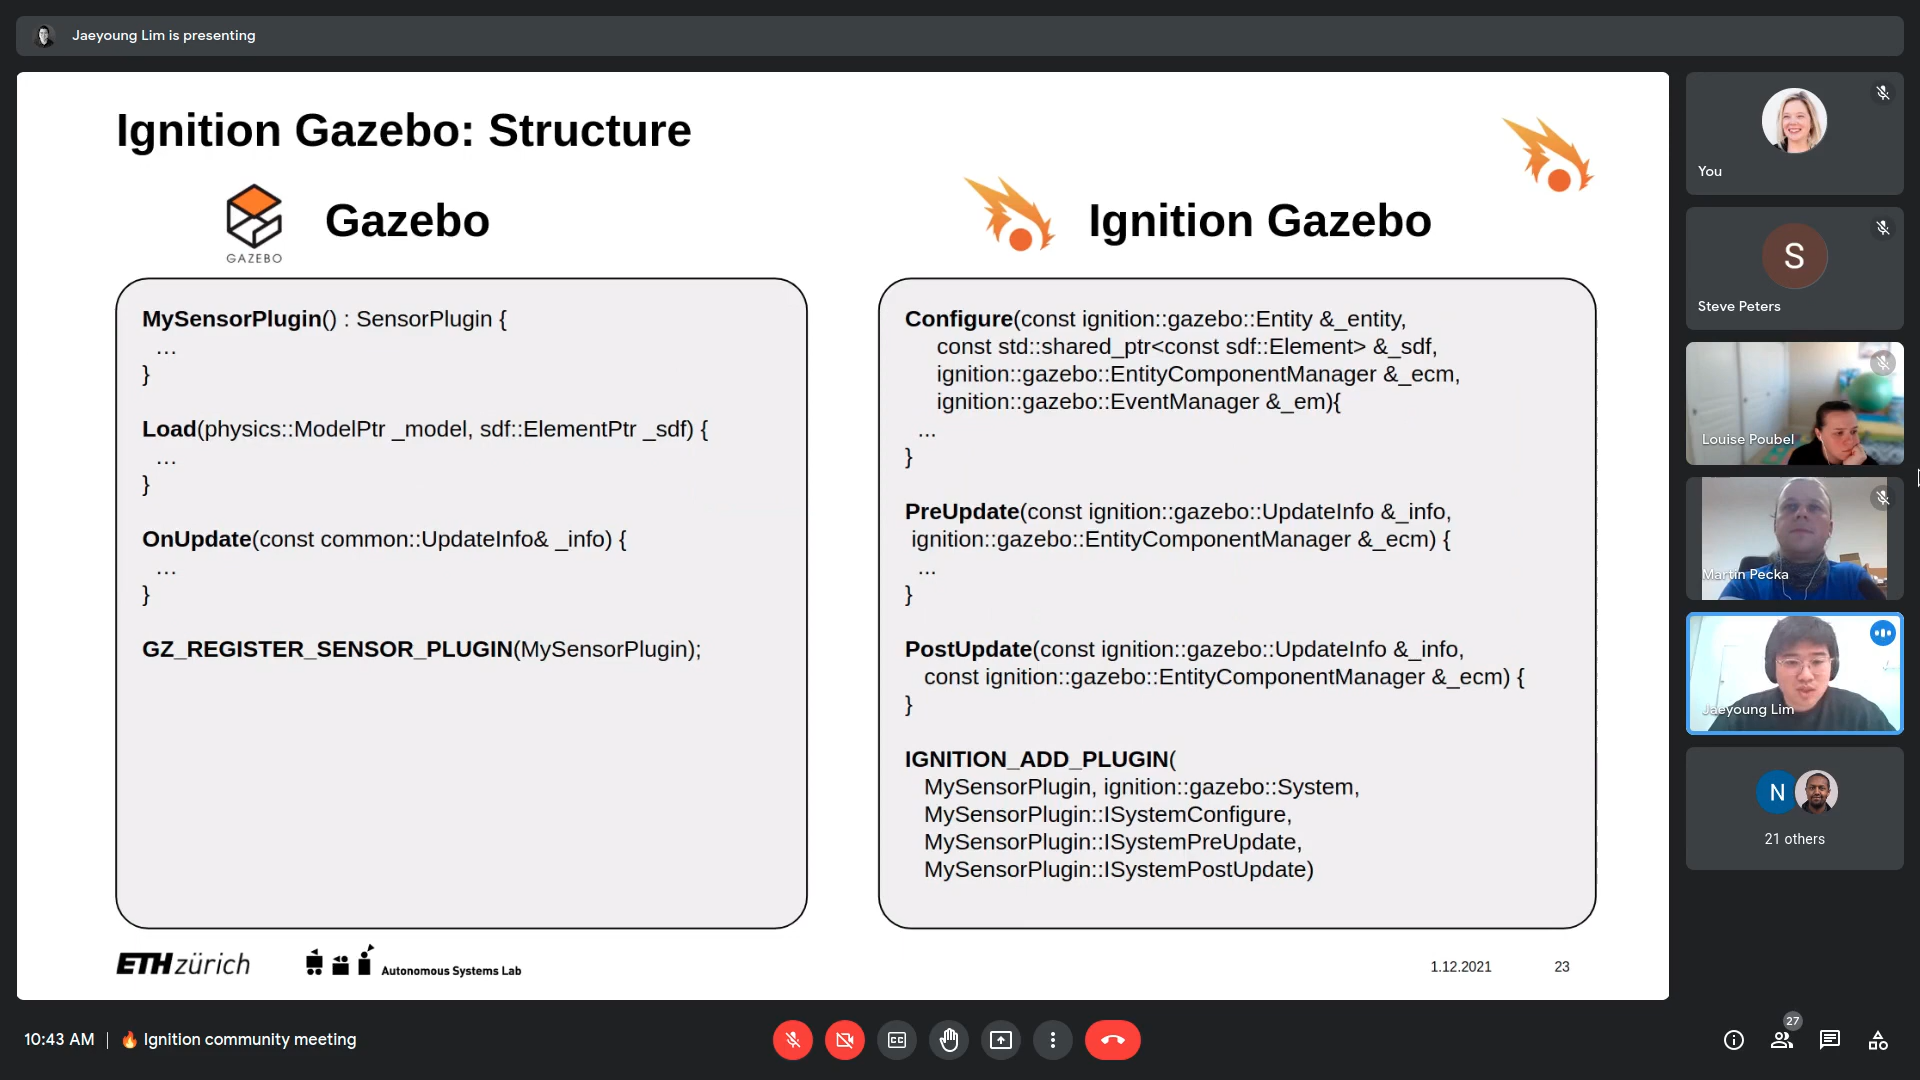 Jaeyoung Lim is presenting
Ignition Gazebo: Structure
GAZEBO
Gazebo
Ignition Gazebo
MySensorPlugin() : SensorPlugin {
...
}
Load(physics::ModelPtr _model, sdf::ElementPtr _sdf) {
...
}
OnUpdate(const common::UpdateInfo& _info) {
...
}
GZ_REGISTER_SENSOR_PLUGIN(MySensorPlugin);
Configure(const ignition::gazebo::Entity &_entity,
const std::shared_ptr<const sdf::Element> &_sdf,
ignition::gazebo::EntityComponentManager &_ecm,
ignition::gazebo::EventManager &_em){
...
}
PreUpdate(const ignition::gazebo::UpdateInfo &_info,
ignition::gazebo::EntityComponentManager &_ecm) {
...
}
PostUpdate(const ignition::gazebo::UpdateInfo &_info,
const ignition::gazebo::EntityComponentManager &_ecm) {
}
IGNITION_ADD_PLUGIN(
MySensorPlugin, ignition::gazebo::System,
MySensorPlugin::ISystemConfigure,
MySensorPlugin::ISystemPreUpdate,
MySensorPlugin::ISystemPostUpdate)
ETH zürich
Autonomous Systems Lab
1.12.2021
23
You
S
Steve Peters
Louise Poubel
Martin Pecka
Jaeyoung Lim
N
21 others
10:43 AM | 🔥 Ignition community meeting
CC
27